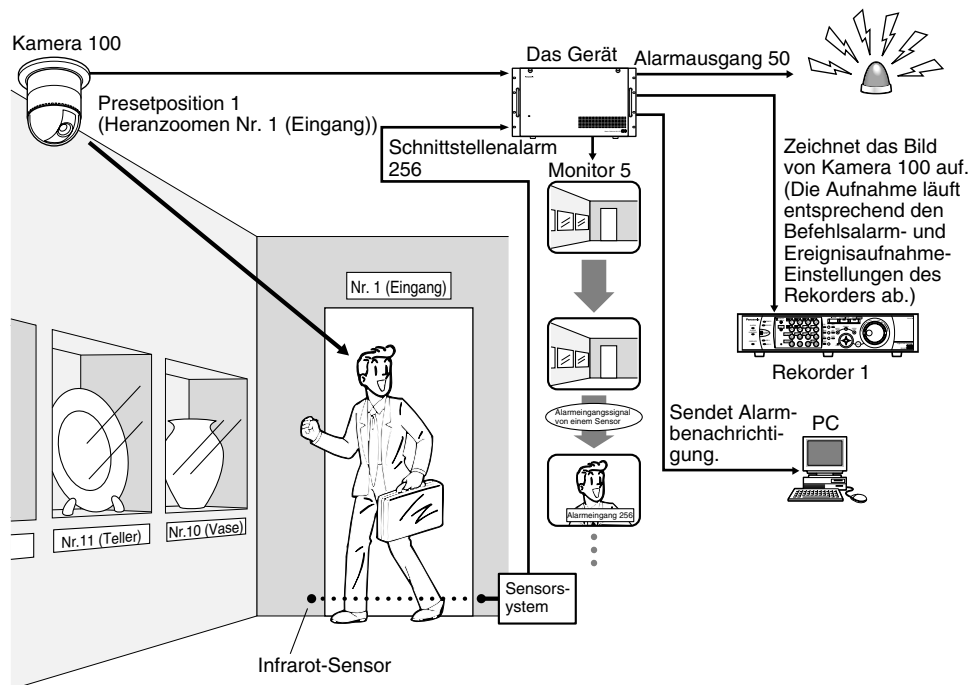 Kamera 100
Presetposition 1
(Heranzoomen Nr. 1 (Eingang))
Das Gerät
Alarmausgang 50
Schnittstellenalarm
256
Monitor 5
Zeichnet das Bild
von Kamera 100 auf.
(Die Aufnahme läuft
entsprechend den
Befehlsalarm- und
Ereignisaufnahme-
Einstellungen des
Rekorders ab.)
Nr. 1 (Eingang)
Rekorder 1
Alarmeingangssignal
von einem Sensor
Sendet Alarm-
benachrichti-
gung.
PC
Alarmeingang 256
Nr.11 (Teller)
Nr.10 (Vase)
Sensors-
ystem
Infrarot-Sensor